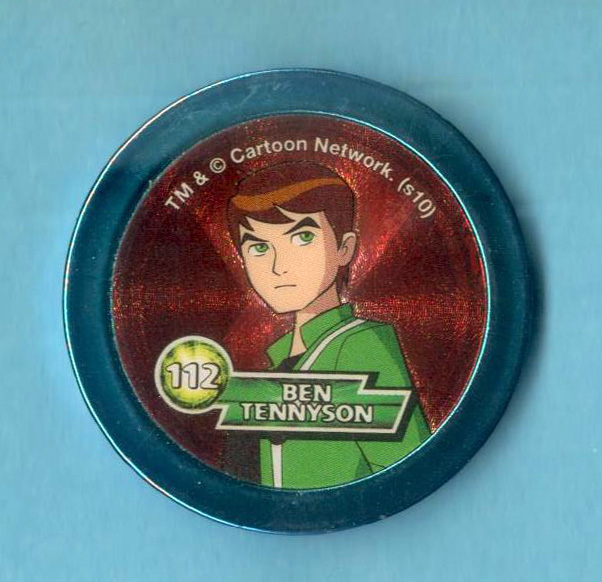 TM & © Cartoon Network. (s10)
112
BEN
TENNYSON